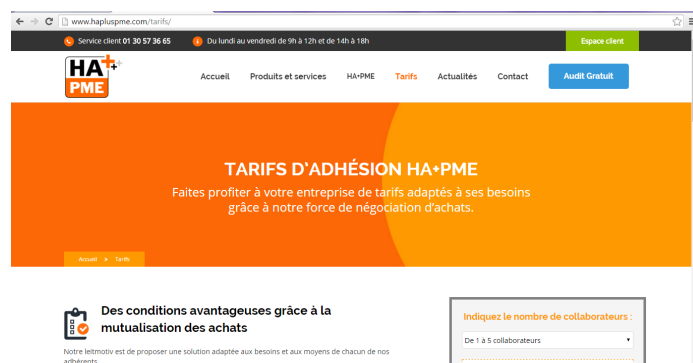 www.hapluspme.com/tarifs/
Service client 01 30 57 36 65 Du lundi au vendredi de 9h à 12h et de 14h à 18h Espace client
HA++
PME
Accueil Produits et services HA+PME Tarifs Actualités Contact Audit Gratuit
TARIFS D'ADHÉSION HA+PME
Faites profiter à votre entreprise de tarifs adaptés à ses besoins
grâce à notre force de négociation d'achats.
Accueil > Tarifs
Des conditions avantageuses grâce à la
mutualisation des achats
Notre leitmotiv est de proposer une solution adaptée aux besoins et aux moyens de chacun de nos
adhérents
Indiquez le nombre de collaborateurs :
De 1 à 5 collaborateurs